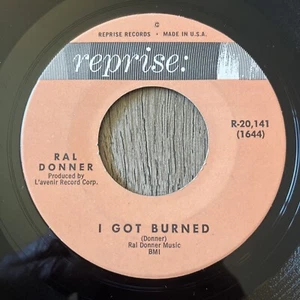 REPRISE RECORDS • MADE IN U.S.A.
reprise:
R-20,141
(1644)
RAL
DONNER
Produced by
L'avenir Record Corp.
I GOT BURNED
(Donner)
Ral Donner Music
BMI